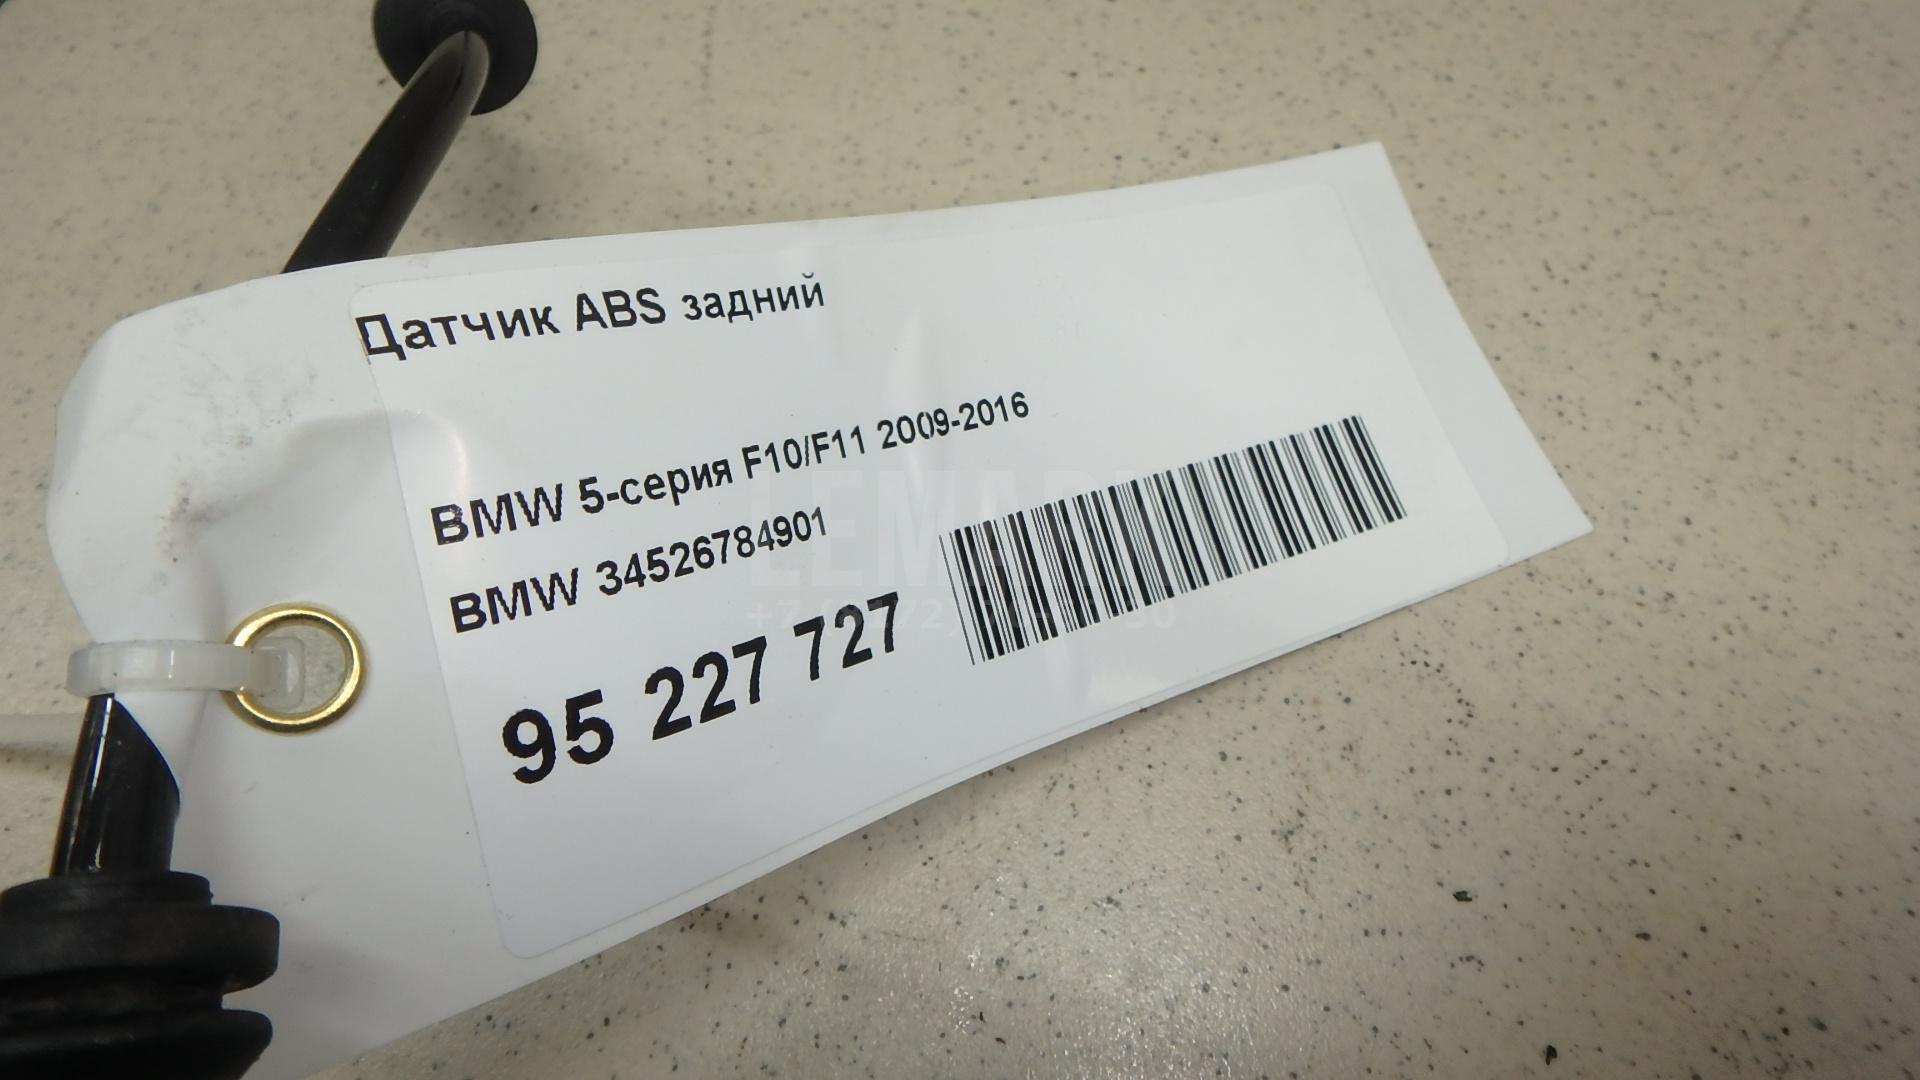 Датчик ABS задний
BMW 5-серия F10/F11 2009-2016
BMW 34526784901
95 227 727